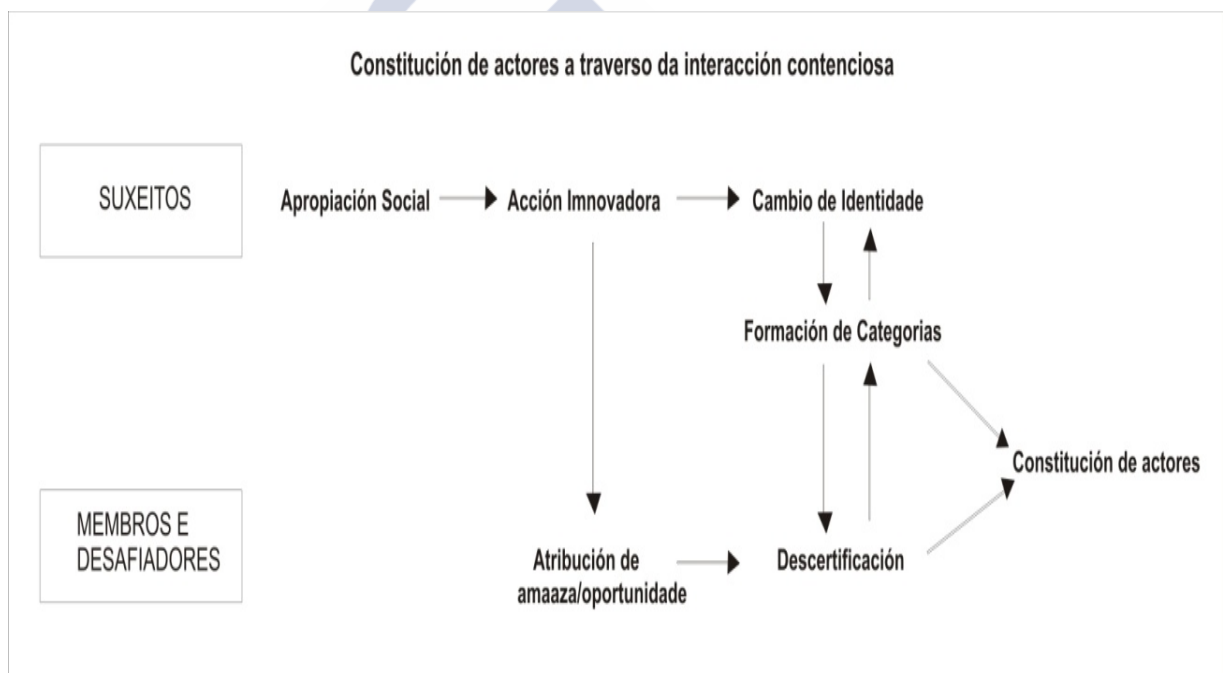 Constitución de actores a traverso da interacción contenciosa
SUXEITOS
Apropiación Social
Acción Imnovadora
Cambio de Identidade
Formación de Categorias
Constitución de actores
MEMBROS E
DESAFIADORES
Atribución de
amaaza/oportunidade
Descertificación